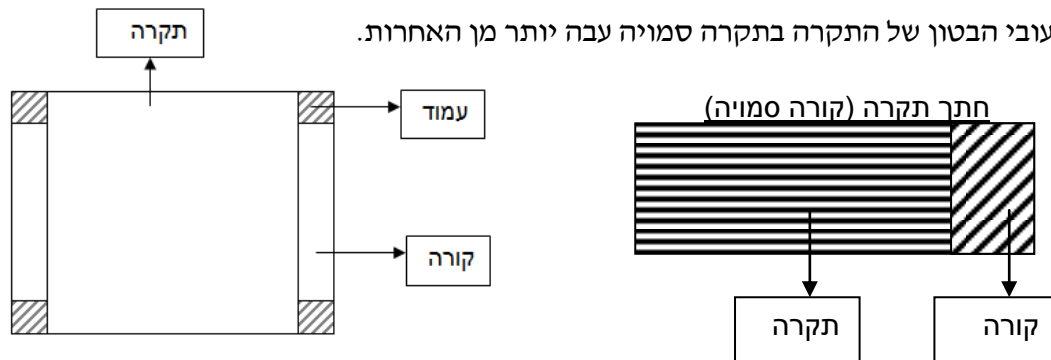 עובי הבטון של התקרה בתקרה סמויה עבה יותר מן האחרות.
תקרה
עמוד
קורה
חתך תקרה (קורה סמויה)
קורה
תקרה